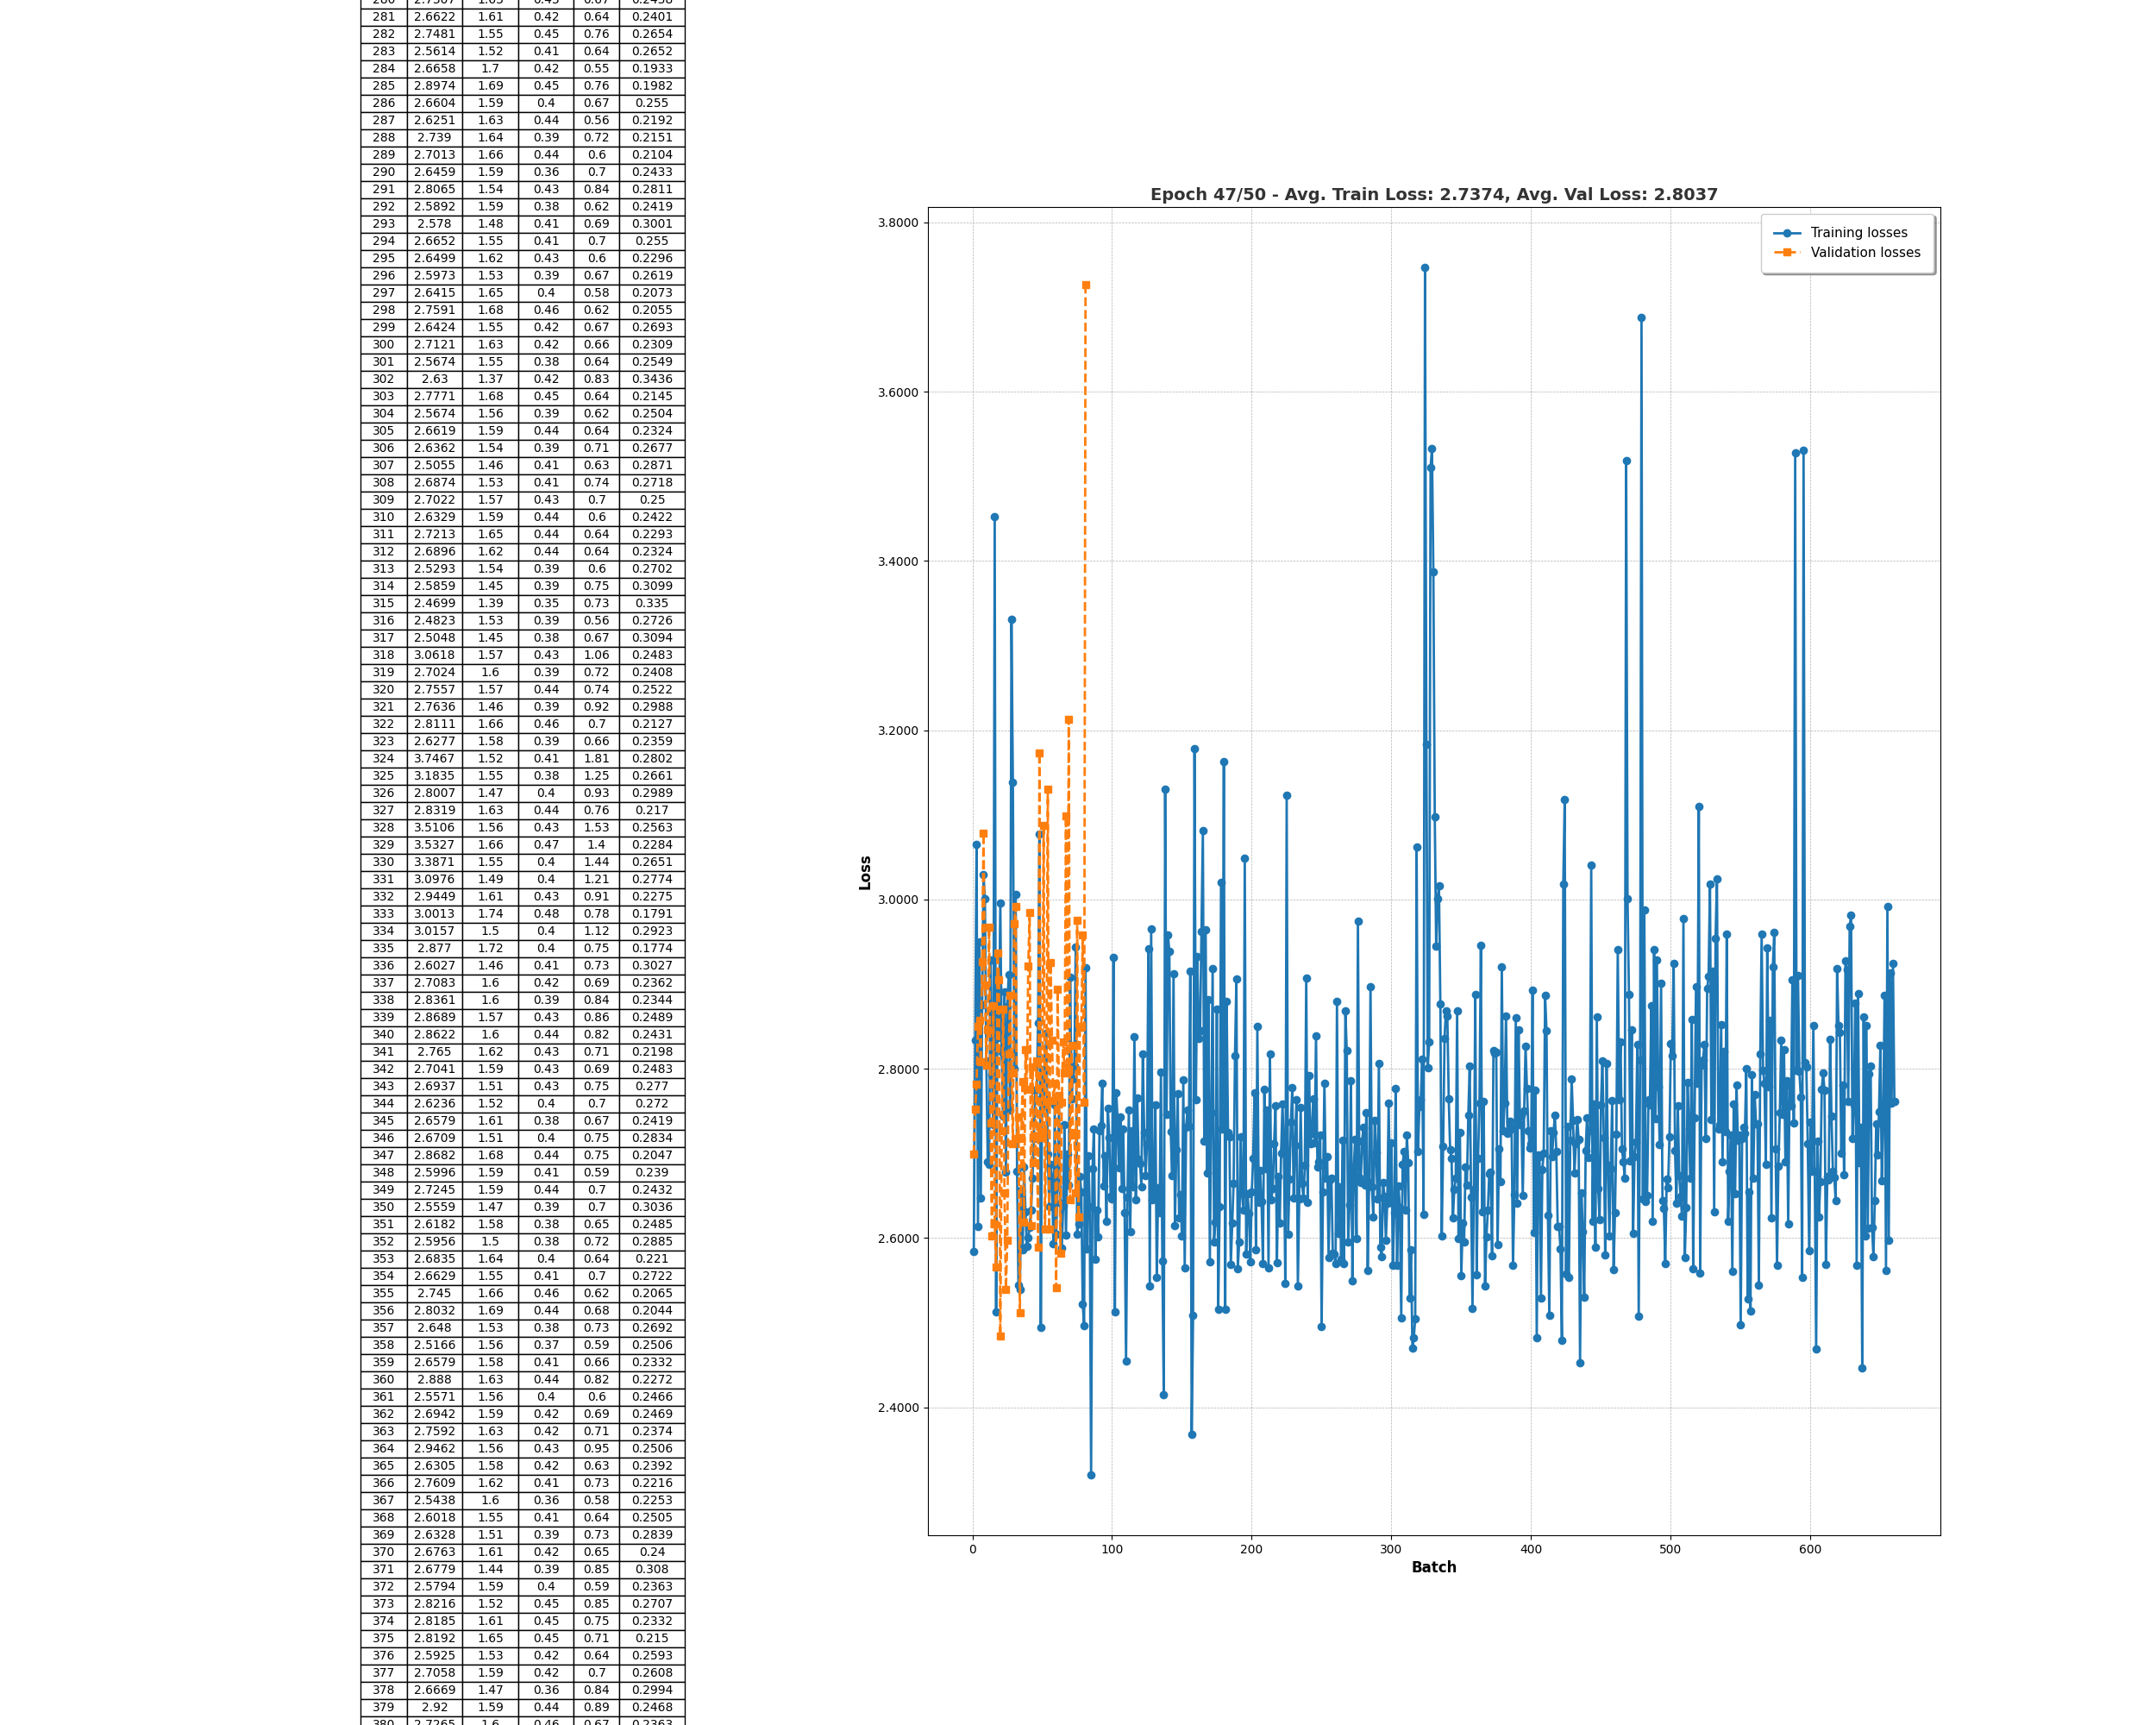 281 2.6622 1.61 0.42 0.64 0.2401
282 2.7481 1.55 0.45 0.76 0.2654
283 2.5614 1.52 0.41 0.64 0.2652
284 2.6658 1.7 0.42 0.55 0.1933
285 2.8974 1.69 0.45 0.76 0.1982
286 2.6604 1.59 0.4 0.67 0.255
287 2.6251 1.63 0.44 0.56 0.2192
288 2.739 1.64 0.39 0.72 0.2151
289 2.7013 1.66 0.44 0.6 0.2104
290 2.6459 1.59 0.36 0.7 0.2433
291 2.8065 1.54 0.43 0.84 0.2811
292 2.5892 1.59 0.38 0.62 0.2419
293 2.578 1.48 0.41 0.69 0.3001
294 2.6652 1.55 0.41 0.7 0.255
295 2.6499 1.62 0.43 0.6 0.2296
296 2.5973 1.53 0.39 0.67 0.2619
297 2.6415 1.65 0.4 0.58 0.2073
298 2.7591 1.68 0.46 0.62 0.2055
299 2.6424 1.55 0.42 0.67 0.2693
300 2.7121 1.63 0.42 0.66 0.2309
301 2.5674 1.55 0.38 0.64 0.2549
302 2.63 1.37 0.42 0.83 0.3436
303 2.7771 1.68 0.45 0.64 0.2145
304 2.5674 1.56 0.39 0.62 0.2504
305 2.6619 1.59 0.44 0.64 0.2324
306 2.6362 1.54 0.39 0.71 0.2677
307 2.5055 1.46 0.41 0.63 0.2871
308 2.6874 1.53 0.41 0.74 0.2718
309 2.7022 1.57 0.43 0.7 0.25
310 2.6329 1.59 0.44 0.6 0.2422
311 2.7213 1.65 0.44 0.64 0.2293
312 2.6896 1.62 0.44 0.64 0.2324
313 2.5293 1.54 0.39 0.6 0.2702
314 2.5859 1.45 0.39 0.75 0.3099
315 2.4699 1.39 0.35 0.73 0.335
316 2.4823 1.53 0.39 0.56 0.2726
317 2.5048 1.45 0.38 0.67 0.3094
318 3.0618 1.57 0.43 1.06 0.2483
319 2.7024 1.6 0.39 0.72 0.2408
320 2.7557 1.57 0.44 0.74 0.2522
321 2.7636 1.46 0.39 0.92 0.2988
322 2.8111 1.66 0.46 0.7 0.2127
323 2.6277 1.58 0.39 0.66 0.2359
324 3.7467 1.52 0.41 1.81 0.2802
325 3.1835 1.55 0.38 1.25 0.2661
326 2.8007 1.47 0.4 0.93 0.2989
327 2.8319 1.63 0.44 0.76 0.217
328 3.5106 1.56 0.43 1.53 0.2563
329 3.5327 1.66 0.47 1.4 0.2284
330 3.3871 1.55 0.4 1.44 0.2651
331 3.0976 1.49 0.4 1.21 0.2774
332 2.9449 1.61 0.43 0.91 0.2275
333 3.0013 1.74 0.48 0.78 0.1791
334 3.0157 1.5 0.4 1.12 0.2923
335 2.877 1.72 0.4 0.75 0.1774
336 2.6027 1.46 0.41 0.73 0.3027
337 2.7083 1.6 0.42 0.69 0.2362
338 2.8361 1.6 0.39 0.84 0.2344
339 2.8689 1.57 0.43 0.86 0.2489
340 2.8622 1.6 0.44 0.82 0.2431
341 2.765 1.62 0.43 0.71 0.2198
342 2.7041 1.59 0.43 0.69 0.2483
343 2.6937 1.51 0.43 0.75 0.277
344 2.6236 1.52 0.4 0.7 0.272
345 2.6579 1.61 0.38 0.67 0.2419
346 2.6709 1.51 0.4 0.75 0.2834
347 2.8682 1.68 0.44 0.75 0.2047
348 2.5996 1.59 0.41 0.59 0.239
349 2.7245 1.59 0.44 0.7 0.2432
350 2.5559 1.47 0.39 0.7 0.3036
351 2.6182 1.58 0.38 0.65 0.2485
352 2.5956 1.5 0.38 0.72 0.2885
353 2.6835 1.64 0.4 0.64 0.221
354 2.6629 1.55 0.41 0.7 0.2722
355 2.745 1.66 0.46 0.62 0.2065
356 2.8032 1.69 0.44 0.68 0.2044
357 2.648 1.53 0.38 0.73 0.2692
358 2.5166 1.56 0.37 0.59 0.2506
359 2.6579 1.58 0.41 0.66 0.2332
360 2.888 1.63 0.44 0.82 0.2272
361 2.5571 1.56 0.4 0.6 0.2466
362 2.6942 1.59 0.42 0.69 0.2469
363 2.7592 1.63 0.42 0.71 0.2374
364 2.9462 1.56 0.43 0.95 0.2506
365 2.6305 1.58 0.42 0.63 0.2392
366 2.7609 1.62 0.41 0.73 0.2216
367 2.5438 1.6 0.36 0.58 0.2253
368 2.6018 1.55 0.41 0.64 0.2505
369 2.6328 1.51 0.39 0.73 0.2839
370 2.6763 1.61 0.42 0.65 0.24
371 2.6779 1.44 0.39 0.85 0.308
372 2.5794 1.59 0.4 0.59 0.2363
373 2.8216 1.52 0.45 0.85 0.2707
374 2.8185 1.61 0.45 0.75 0.2332
375 2.8192 1.65 0.45 0.71 0.215
376 2.5925 1.53 0.42 0.64 0.2593
377 2.7058 1.59 0.42 0.7 0.2608
378 2.6669 1.47 0.36 0.84 0.2994
379 2.92 1.59 0.44 0.89 0.2468
380 2.7265 1.6 0.46 0.67 0.2363
Epoch 47/50 - Avg. Train Loss: 2.7374, Avg. Val Loss: 2.8037
Training losses
Validation losses
3.8000
3.6000
3.4000
3.2000
3.0000
2.8000
2.6000
2.4000
Loss
0 100 200 300 400 500 600
Batch